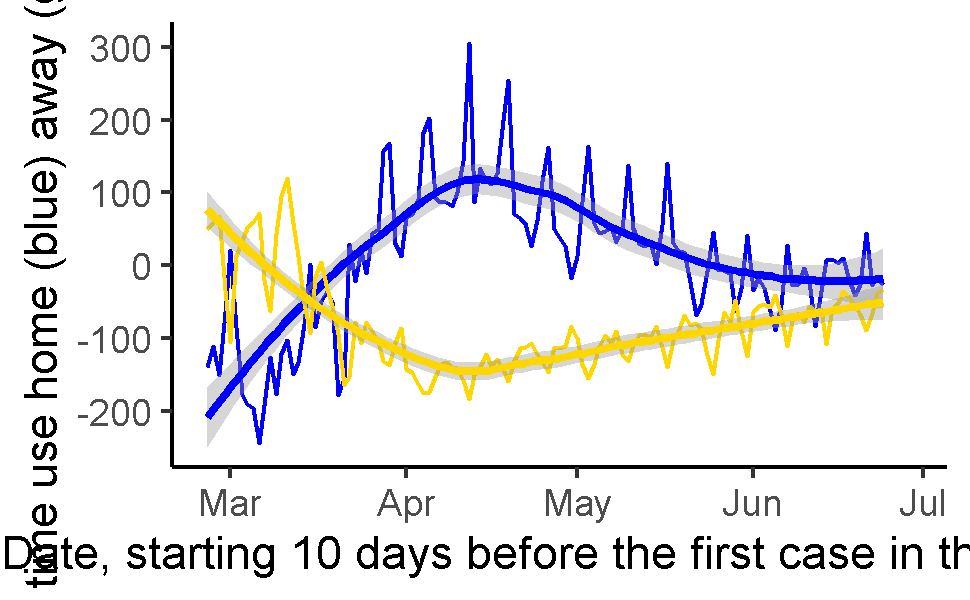 time use home (blue) away (
300
200
100
0
-100
-200
Mar Apr May Jun Jul
Date, starting 10 days before the first case in th